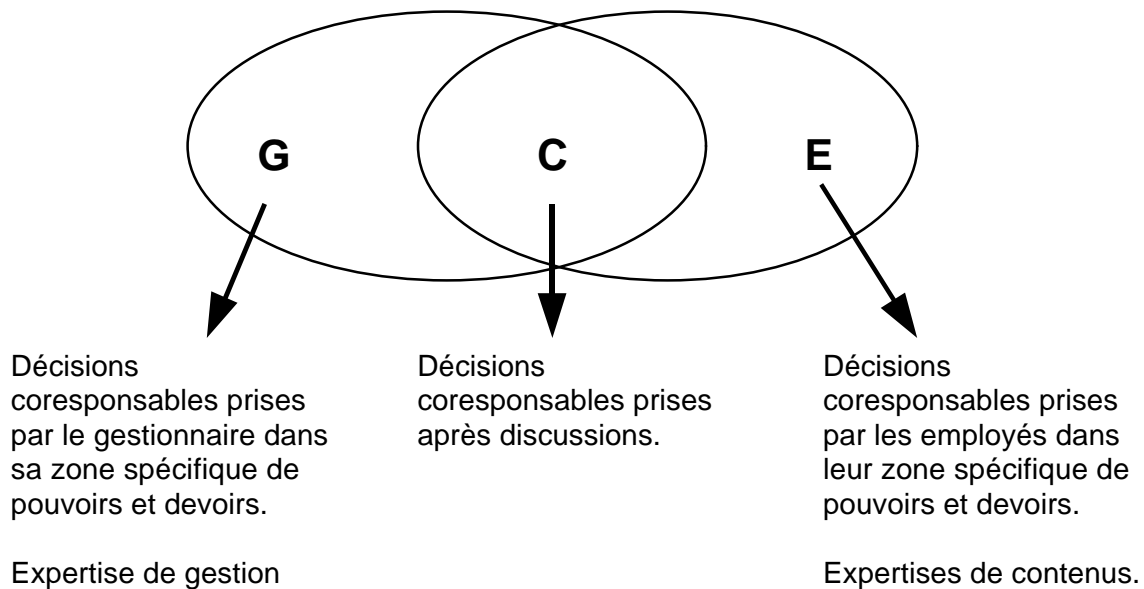 G
C
E
Décisions
coresponsables prises
par le gestionnaire dans
sa zone spécifique de
pouvoirs et devoirs.
Expertise de gestion
Décisions
coresponsables prises
après discussions.
Décisions
coresponsables prises
par les employés dans
leur zone spécifique de
pouvoirs et devoirs.
Expertises de contenus.